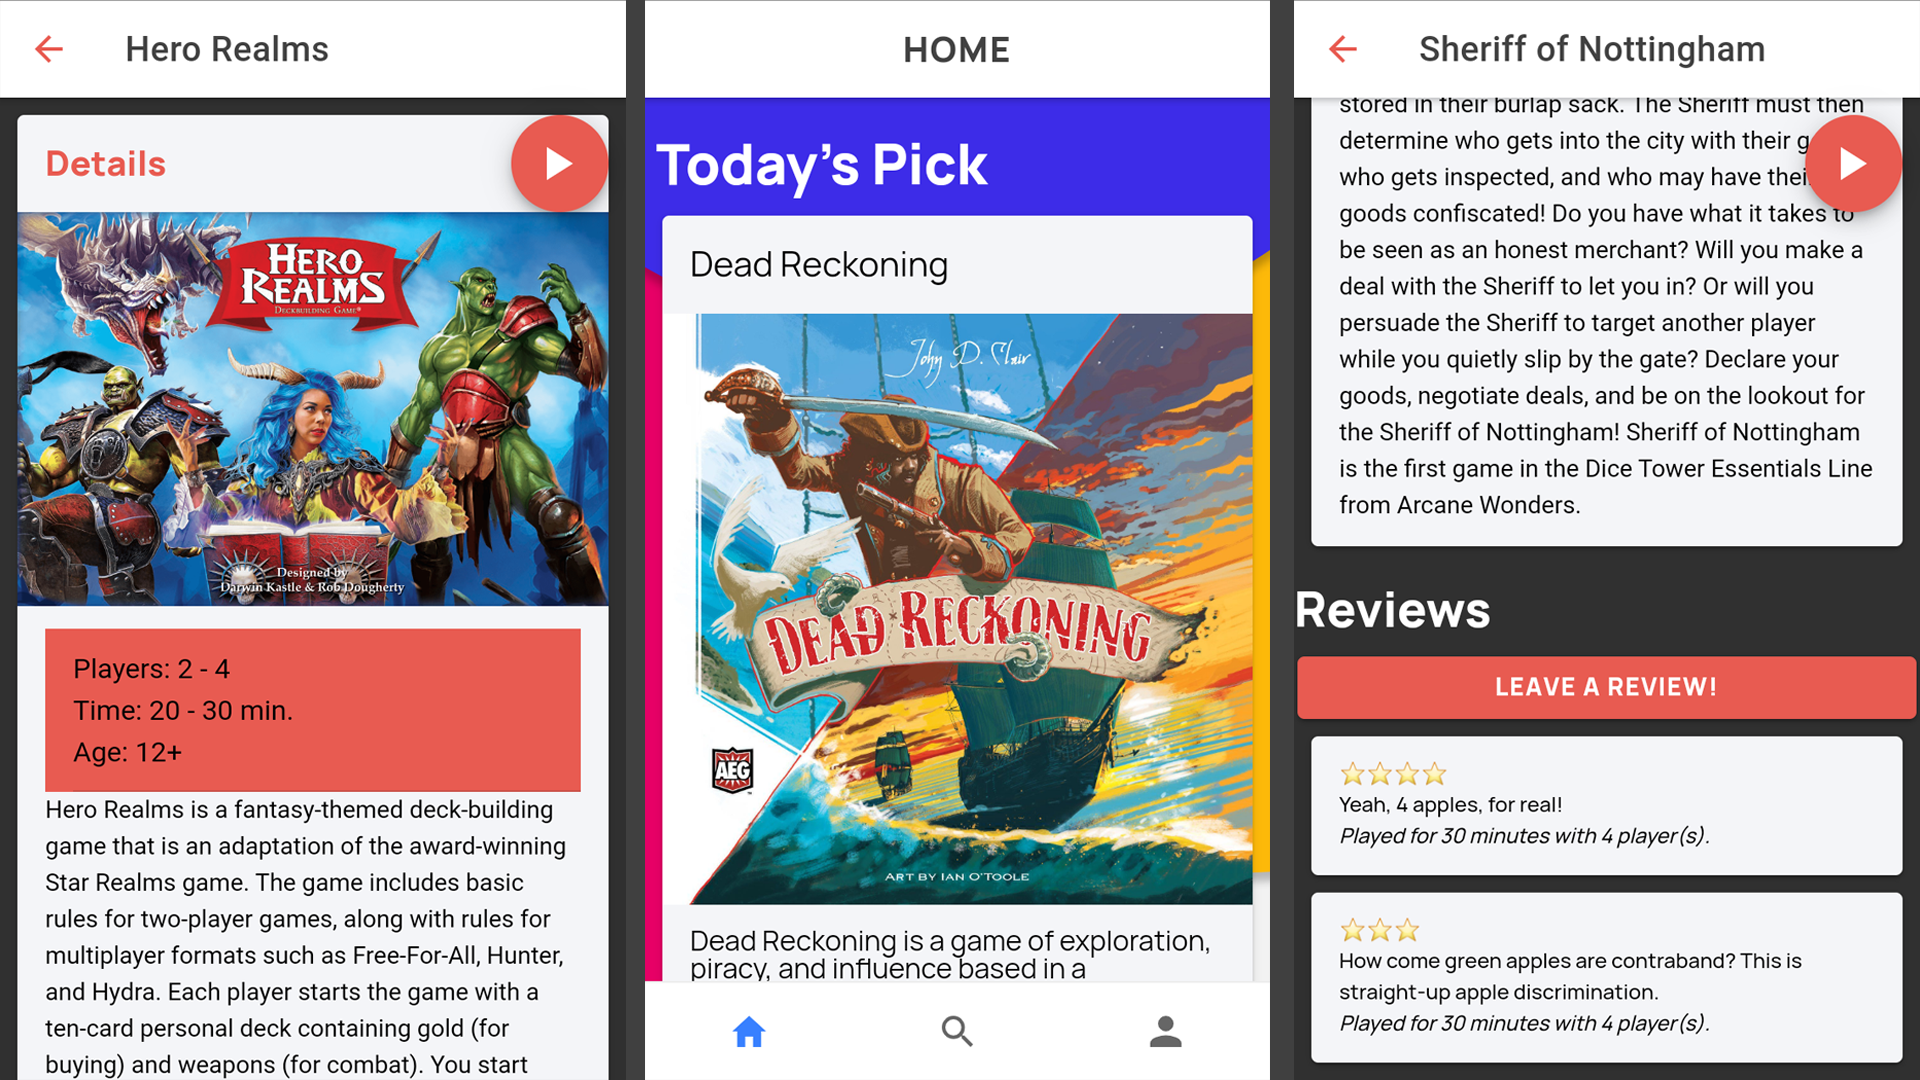 Hero Realms
Details
HERO
REALMS
DECKBUILDING GAME®
Designed by
Darwin Kastle & Rob Dougherty
Players: 2 - 4
Time: 20 - 30 min.
Age: 12+
Hero Realms is a fantasy-themed deck-building
game that is an adaptation of the award-winning
Star Realms game. The game includes basic
rules for two-player games, along with rules for
multiplayer formats such as Free-For-All, Hunter,
and Hydra. Each player starts the game with a
ten-card personal deck containing gold (for
buying) and weapons (for combat). You start
HOME
Today's Pick
Dead Reckoning
John D. Clair
DEAD RECKONING
AEG
ART BY IAN O'TOOLE
Dead Reckoning is a game of exploration,
piracy, and influence based in a
Sheriff of Nottingham
stored in their burlap sack. The Sheriff must then
determine who gets into the city with their g
who gets inspected, and who may have thei
goods confiscated! Do you have what it takes to
be seen as an honest merchant? Will you make a
deal with the Sheriff to let you in? Or will you
persuade the Sheriff to target another player
while you quietly slip by the gate? Declare your
goods, negotiate deals, and be on the lookout for
the Sheriff of Nottingham! Sheriff of Nottingham
is the first game in the Dice Tower Essentials Line
from Arcane Wonders.
Reviews
LEAVE A REVIEW!
Yeah, 4 apples, for real!
Played for 30 minutes with 4 player(s).
How come green apples are contraband? This is
straight-up apple discrimination.
Played for 30 minutes with 4 player(s).